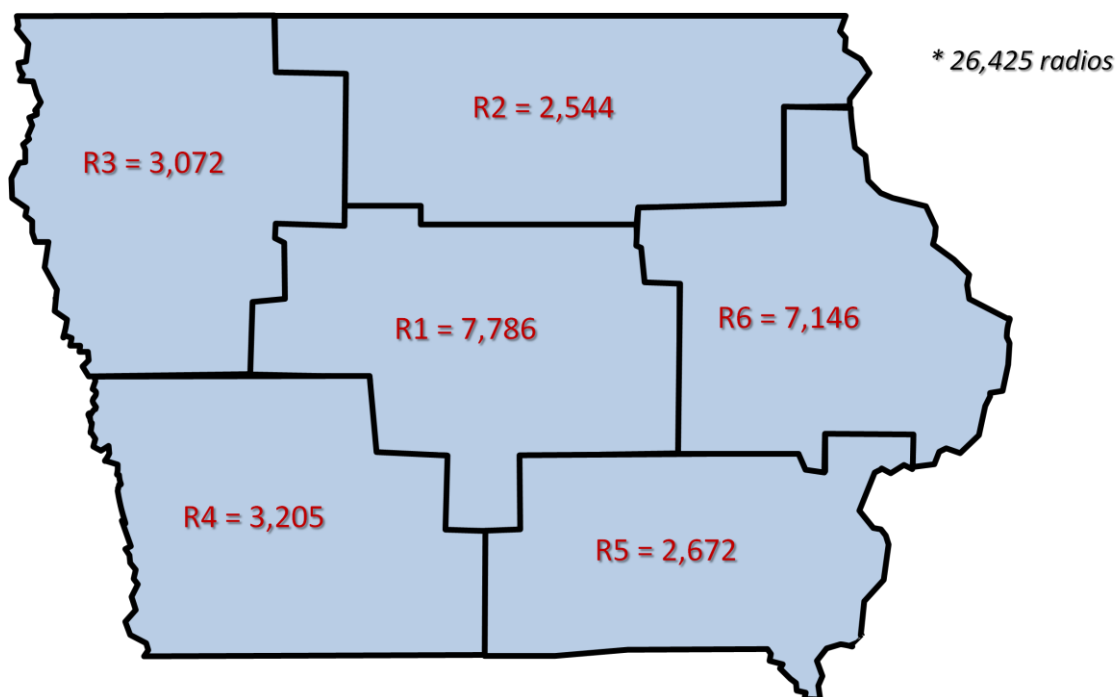 * 26,425 radios
R2 = 2,544
R3 = 3,072
R1 = 7,786
R6 = 7,146
R4 = 3,205
R5 = 2,672